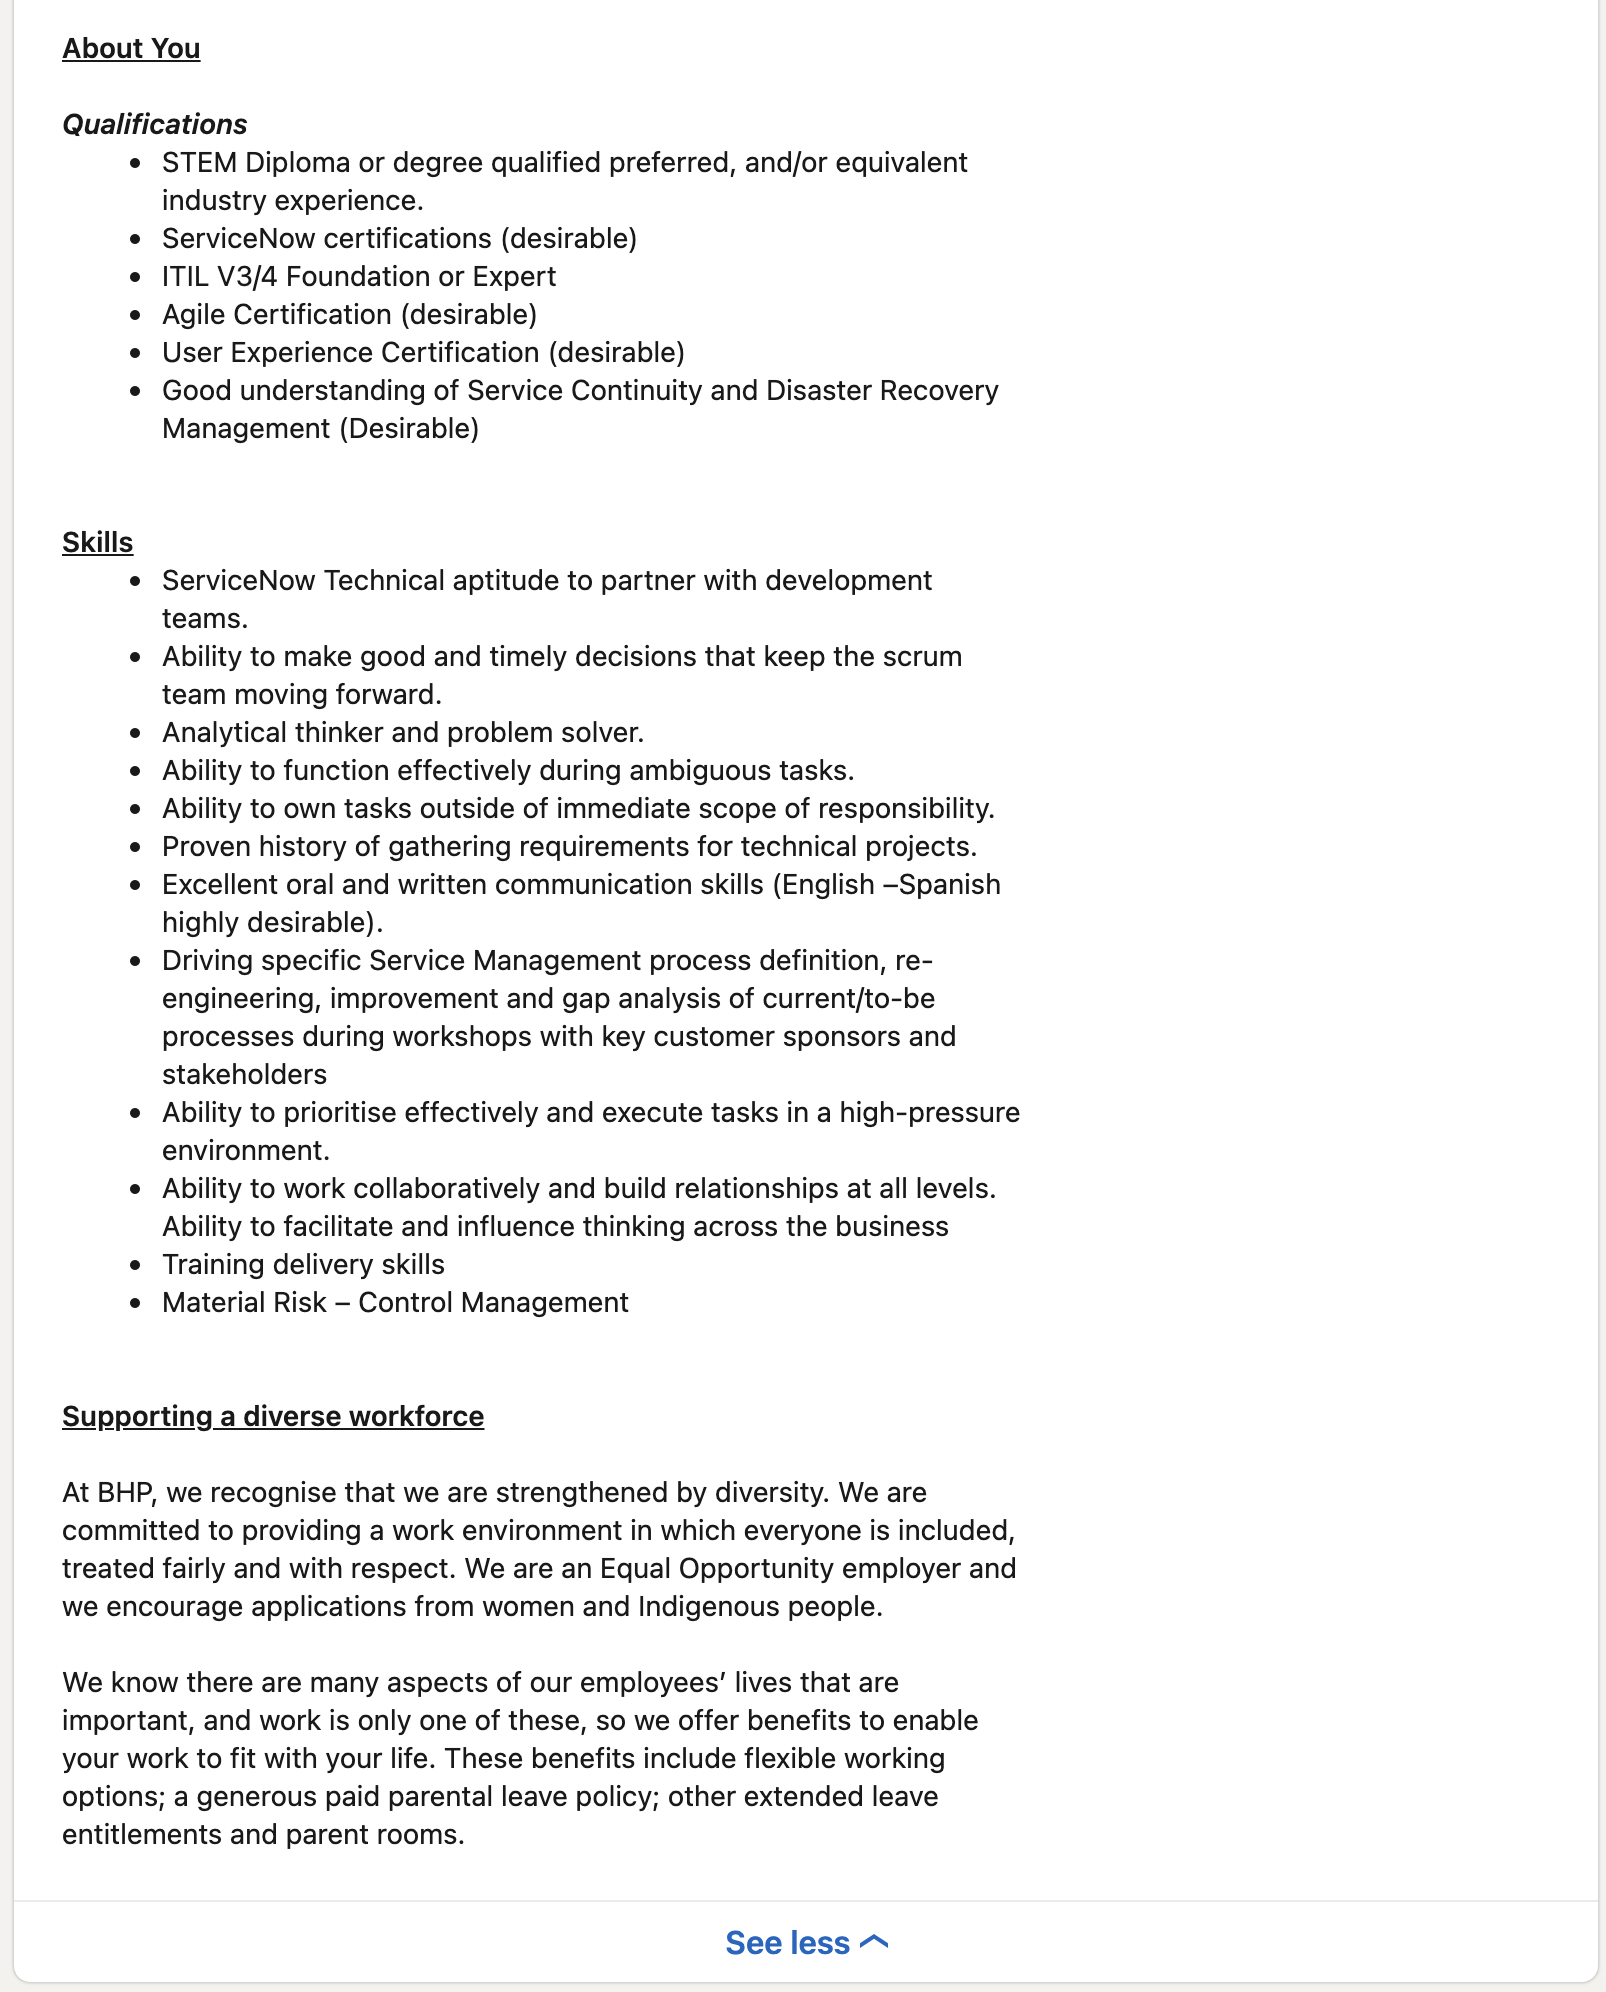 About You
Qualifications
• STEM Diploma or degree qualified preferred, and/or equivalent
industry experience.
• ServiceNow certifications (desirable)
• ITIL V3/4 Foundation or Expert
• Agile Certification (desirable)
• User Experience Certification (desirable)
• Good understanding of Service Continuity and Disaster Recovery
Management (Desirable)
Skills
• ServiceNow Technical aptitude to partner with development
teams.
• Ability to make good and timely decisions that keep the scrum
team moving forward.
• Analytical thinker and problem solver.
• Ability to function effectively during ambiguous tasks.
• Ability to own tasks outside of immediate scope of responsibility.
• Proven history of gathering requirements for technical projects.
• Excellent oral and written communication skills (English –Spanish
highly desirable).
• Driving specific Service Management process definition, re-
engineering, improvement and gap analysis of current/to-be
processes during workshops with key customer sponsors and
stakeholders
• Ability to prioritise effectively and execute tasks in a high-pressure
environment.
• Ability to work collaboratively and build relationships at all levels.
Ability to facilitate and influence thinking across the business
• Training delivery skills
• Material Risk – Control Management
Supporting a diverse workforce
At BHP, we recognise that we are strengthened by diversity. We are
committed to providing a work environment in which everyone is included,
treated fairly and with respect. We are an Equal Opportunity employer and
we encourage applications from women and Indigenous people.
We know there are many aspects of our employees’ lives that are
important, and work is only one of these, so we offer benefits to enable
your work to fit with your life. These benefits include flexible working
options; a generous paid parental leave policy; other extended leave
entitlements and parent rooms.
See less